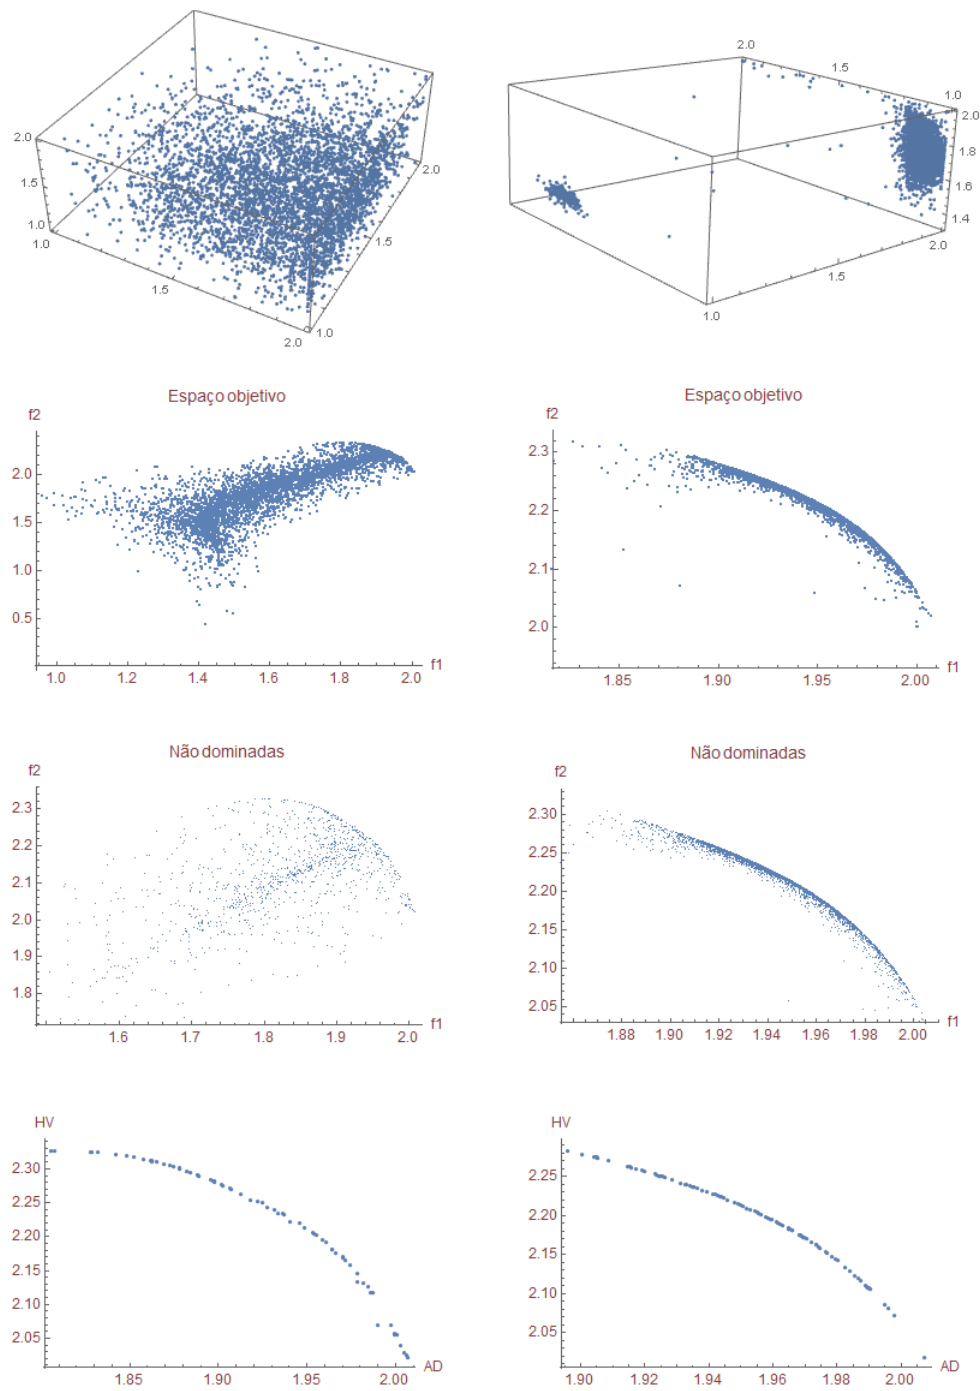 2.0
1.5
1.0
1.0
1.5
2.0
1.0
1.5
2.0
2.0
1.5
1.0
2.0
1.8
1.6
1.4
2.0
1.5
1.0
Espaço objetivo
f2
2.0
1.5
1.0
0.5
1.0 1.2 1.4 1.6 1.8 2.0
f1
Espaço objetivo
f2
2.3
2.2
2.1
2.0
1.85 1.90 1.95 2.00
f1
Não dominadas
f2
2.3
2.2
2.1
2.0
1.9
1.8
1.6 1.7 1.8 1.9 2.0
f1
Não dominadas
f2
2.30
2.25
2.20
2.15
2.10
2.05
1.88 1.90 1.92 1.94 1.96 1.98 2.00
f1
HV
2.30
2.25
2.20
2.15
2.10
2.05
1.85 1.90 1.95 2.00
AD
HV
2.25
2.20
2.15
2.10
2.05
1.90 1.92 1.94 1.96 1.98 2.00
AD